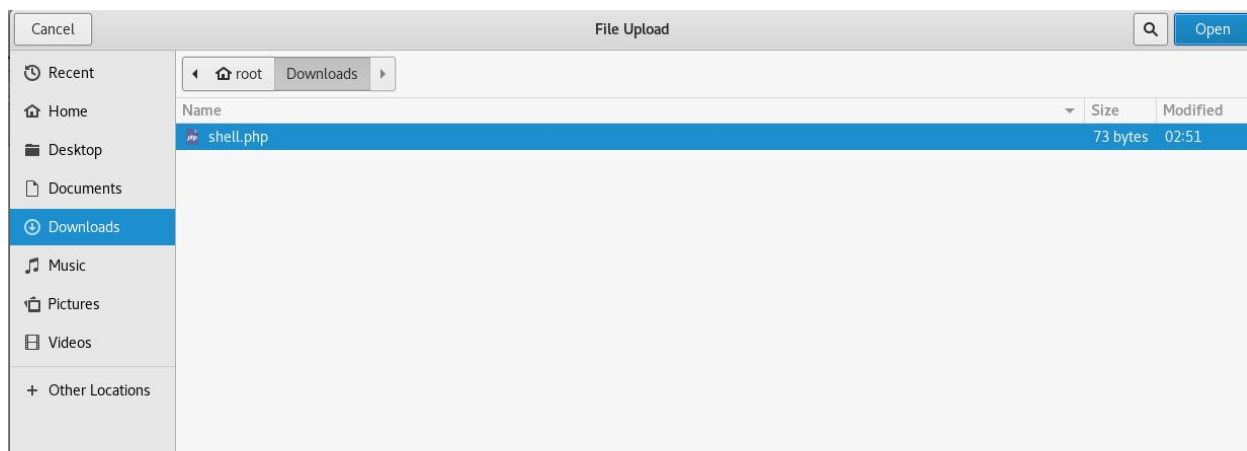 Cancel File Upload Open
Recent
Home
Desktop
Documents
Downloads
Music
Pictures
Videos
+ Other Locations
root Downloads
Name Size Modified
php shell.php 73 bytes 02:51